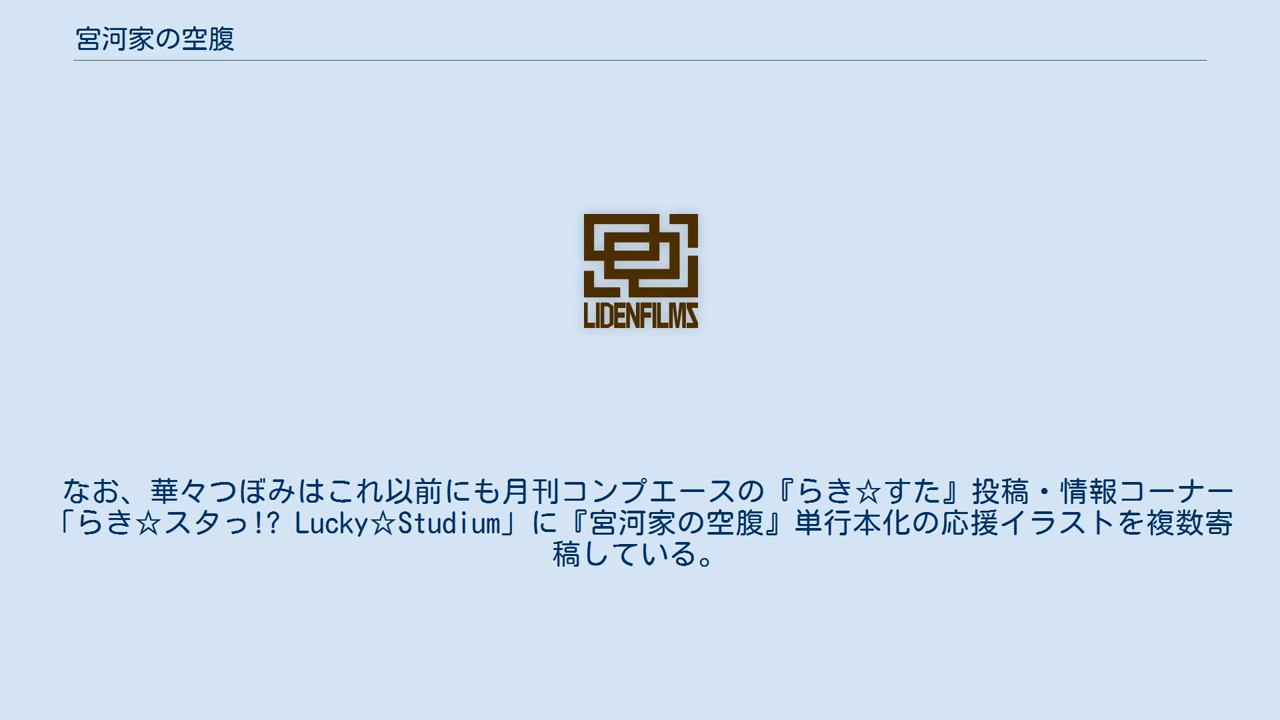 宮河家の空腹
LIDENFILMS
なお、華々つぼみはこれ以前にも月刊コンプエースの『らき☆すた』投稿・情報コーナー
「らき☆スタっ!? Lucky☆Studium」に『宮河家の空腹』単行本化の応援イラストを複数寄
稿している。